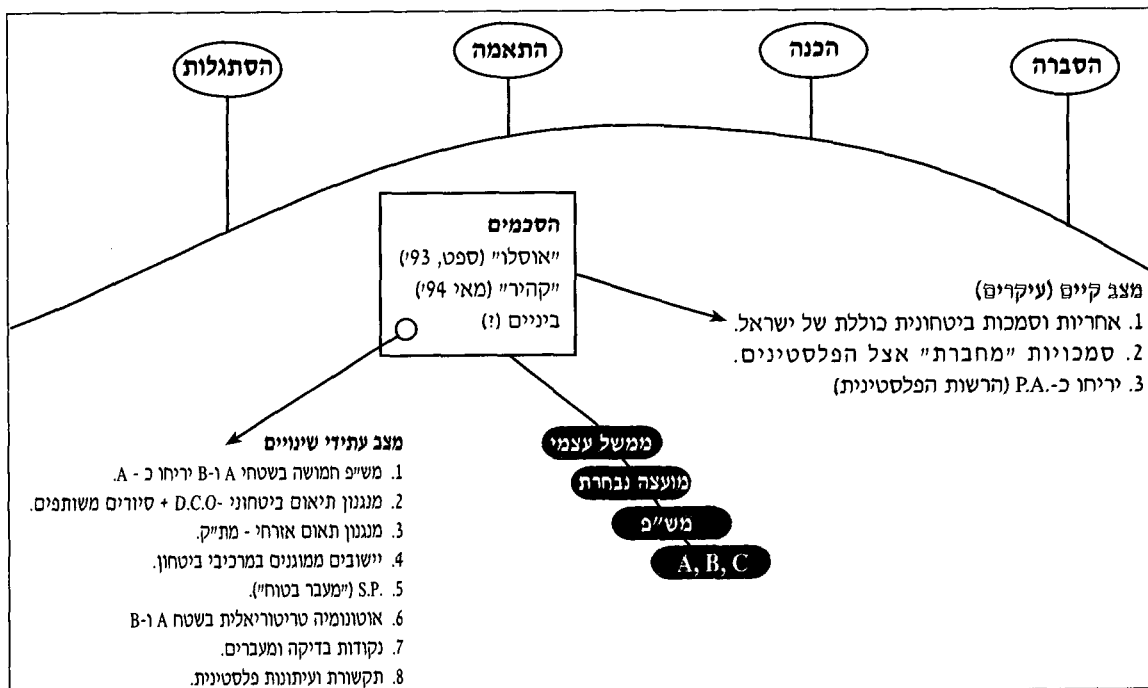 הסברה
הכנה
התאמה
הסתגלות
הסכמים
"אוסלו" (ספט, 93')
"קהיר" (מאי 94')
ביניים (?)
מצב קיים (עיקרים)
1. אחריות וסמכות ביטחונית כוללת של ישראל.
2. סמכויות "מחברת" אצל הפלסטינים.
3. יריחו כ-.P.A (הרשות הפלסטינית)
ממשל עצמי
מועצה נבחרת
מש"פ
A, B, C
מצב עתידי שינויים
1. מש"פ חמושה בשטחי A ו-B יריחו כ - A.
2. מנגנון תיאום ביטחוני -D.C.O + סיורים משותפים.
3. מנגנון תאום אזרחי - מת"ק.
4. יישובים ממוגנים במרכיבי ביטחון.
5. .S.P ("מעבר בטוח").
6. אוטונומיה טריטוריאלית בשטח A ו-B
7. נקודות בדיקה ומעברים.
8. תקשורת ועיתונות פלסטינית.